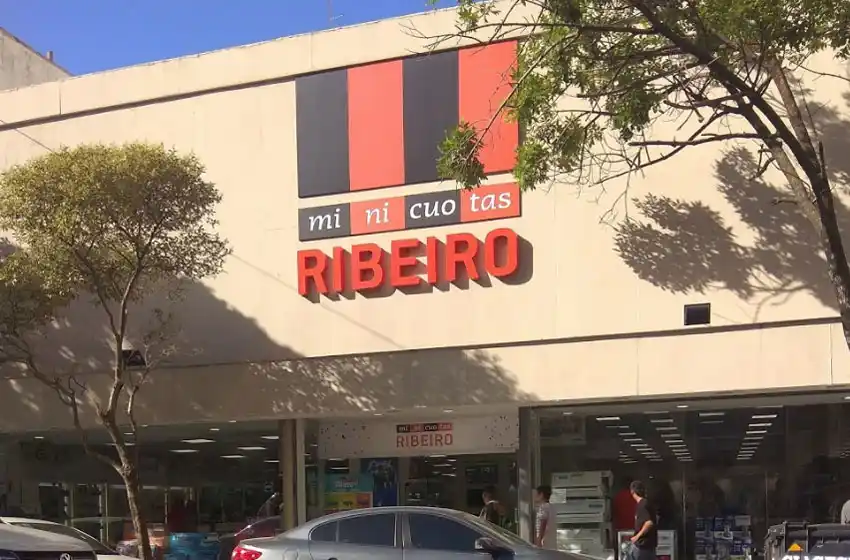 mi ni cuo tas
RIBEIRO
mi ni cuo tas
RIBEIRO